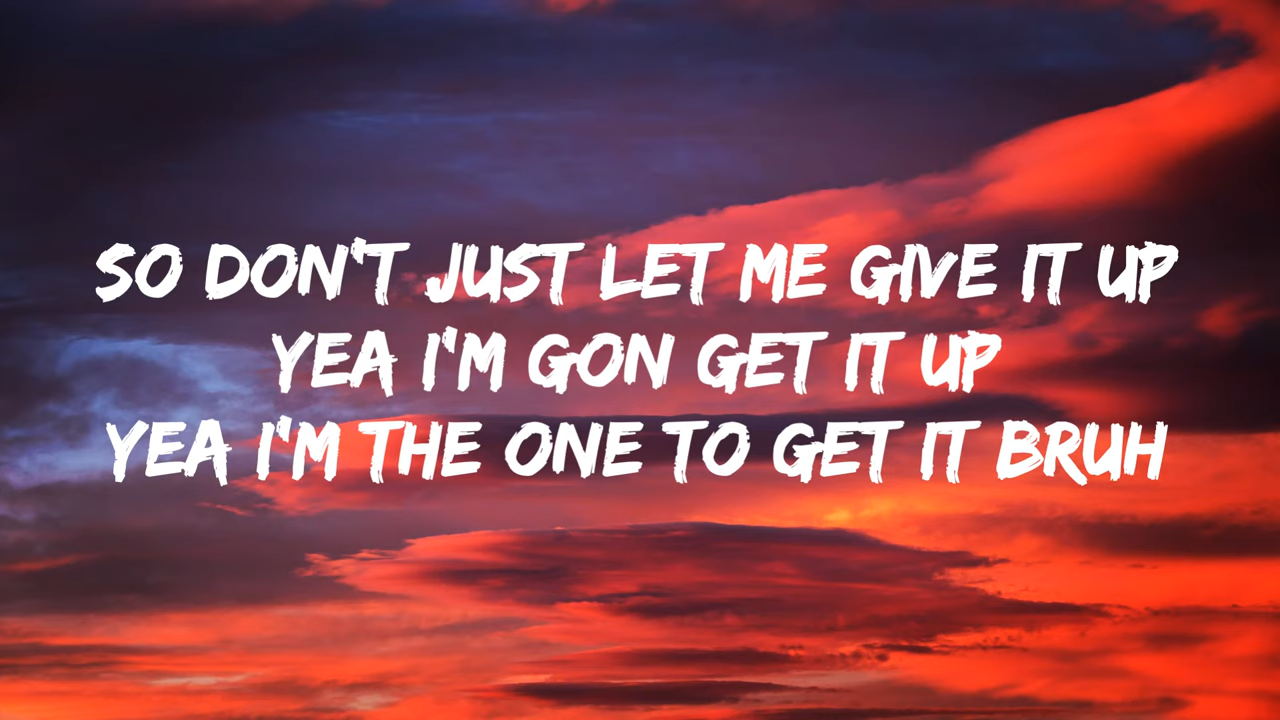 SO DON'T JUST LET ME GIVE IT UP
YEA I'M GON GET IT UP
YEA I'M THE ONE TO GET IT BRUH